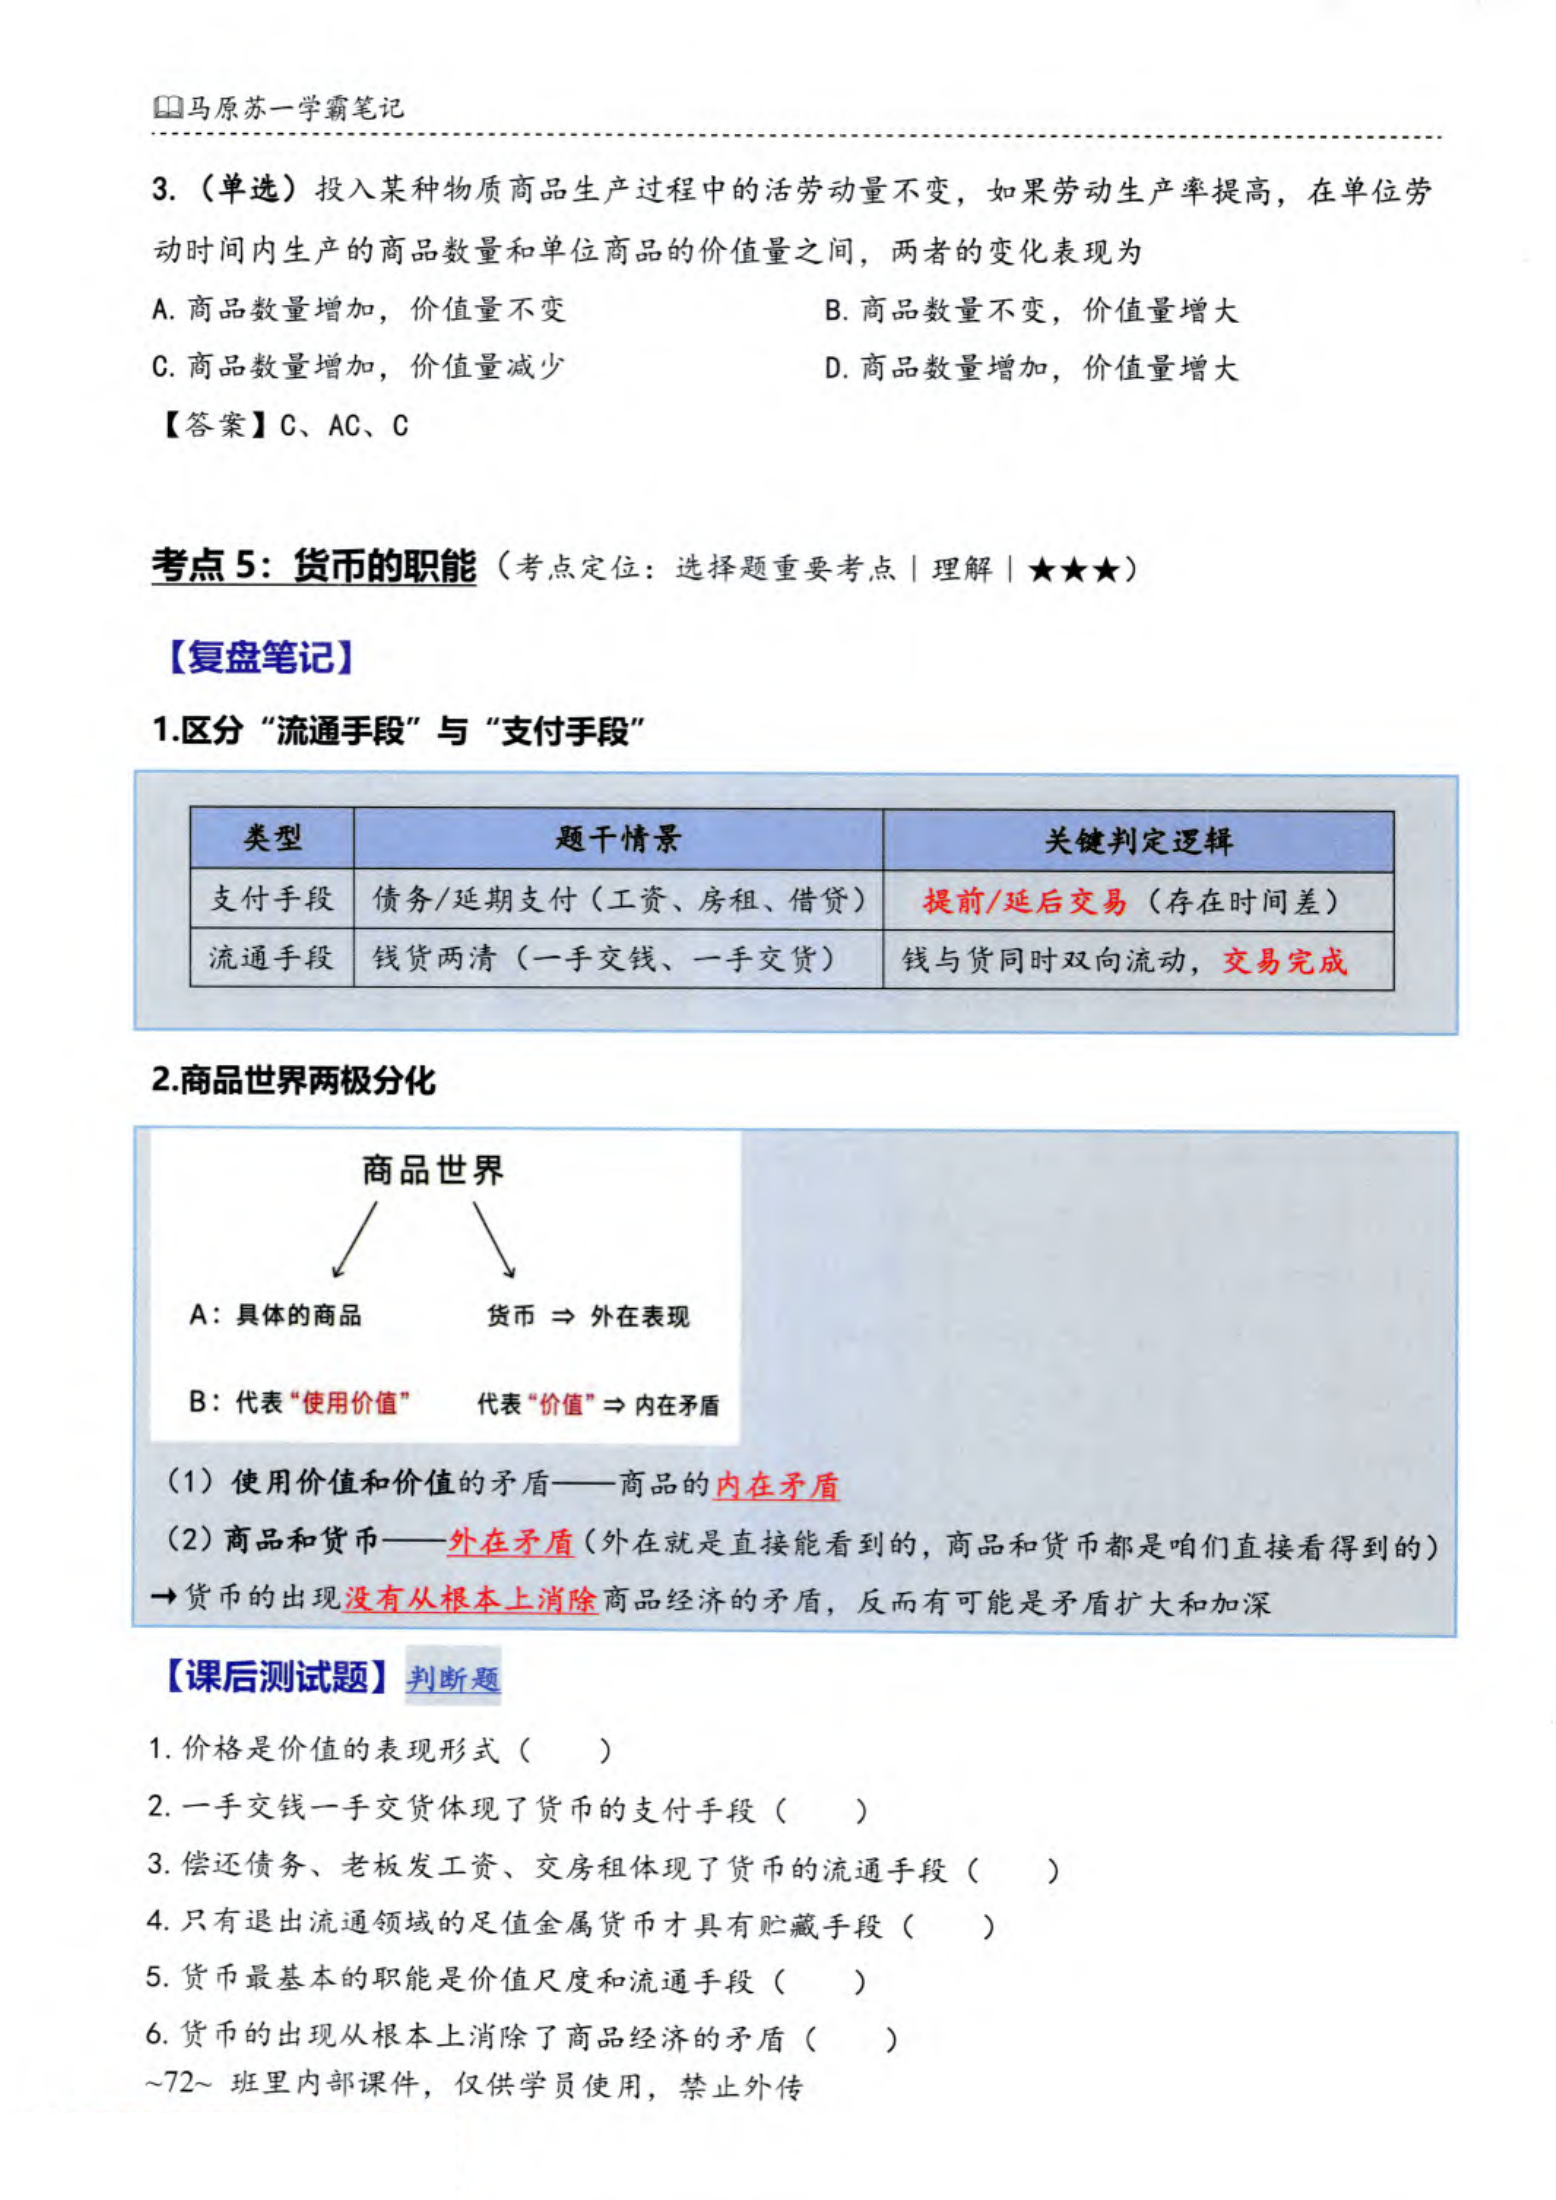 马原苏一学霸笔记
3.（单选）投入某种物质商品生产过程中的活劳动量不变，如果劳动生产率提高，在单位劳
动时间内生产的商品数量和单位商品的价值量之间，两者的变化表现为
A. 商品数量增加，价值量不变 B. 商品数量不变，价值量增大
C. 商品数量增加，价值量减少 D. 商品数量增加，价值量增大
【答案】C、AC、C
考点 5：货币的职能（考点定位：选择题重要考点｜理解｜★★★）
【复盘笔记】
1.区分“流通手段”与“支付手段”
类型 题干情景 关键判定逻辑
支付手段 债务/延期支付（工资、房租、借贷） 提前/延后交易（存在时间差）
流通手段 钱货两清（一手交钱、一手交货） 钱与货同时双向流动，交易完成
2.商品世界两极分化
商品世界
A：具体的商品 货币 ⇒ 外在表现
B：代表“使用价值” 代表“价值”⇒ 内在矛盾
（1）使用价值和价值的矛盾——商品的内在矛盾
（2）商品和货币——外在矛盾（外在就是直接能看到的，商品和货币都是咱们直接看得到的）
→货币的出现没有从根本上消除商品经济的矛盾，反而有可能是矛盾扩大和加深
【课后测试题】判断题
1. 价格是价值的表现形式（ ）
2. 一手交钱一手交货体现了货币的支付手段（ ）
3. 偿还债务、老板发工资、交房租体现了货币的流通手段（ ）
4. 只有退出流通领域的足值金属货币才具有贮藏手段（ ）
5. 货币最基本的职能是价值尺度和流通手段（ ）
6. 货币的出现从根本上消除了商品经济的矛盾（ ）
~72~ 班里内部课件，仅供学员使用，禁止外传